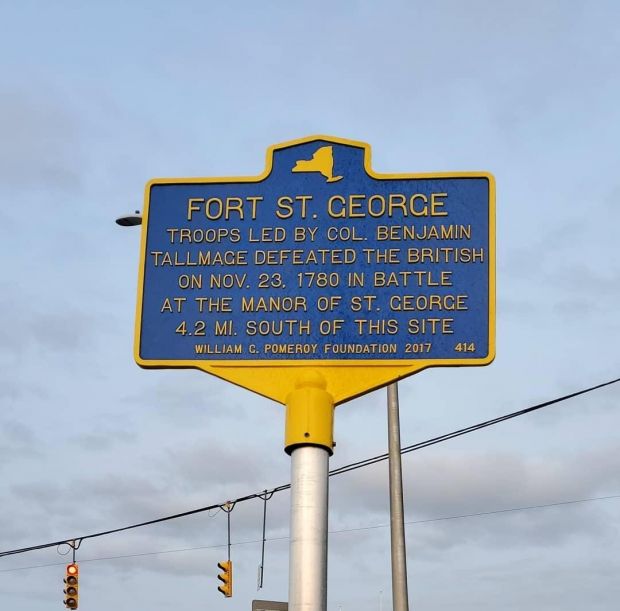 FORT ST. GEORGE
TROOPS LED BY COL. BENJAMIN
TALLMAGE DEFEATED THE BRITISH
ON NOV. 23, 1780 IN BATTLE
AT THE MANOR OF ST. GEORGE
4.2 MI. SOUTH OF THIS SITE
WILLIAM G. POMEROY FOUNDATION 2017 414